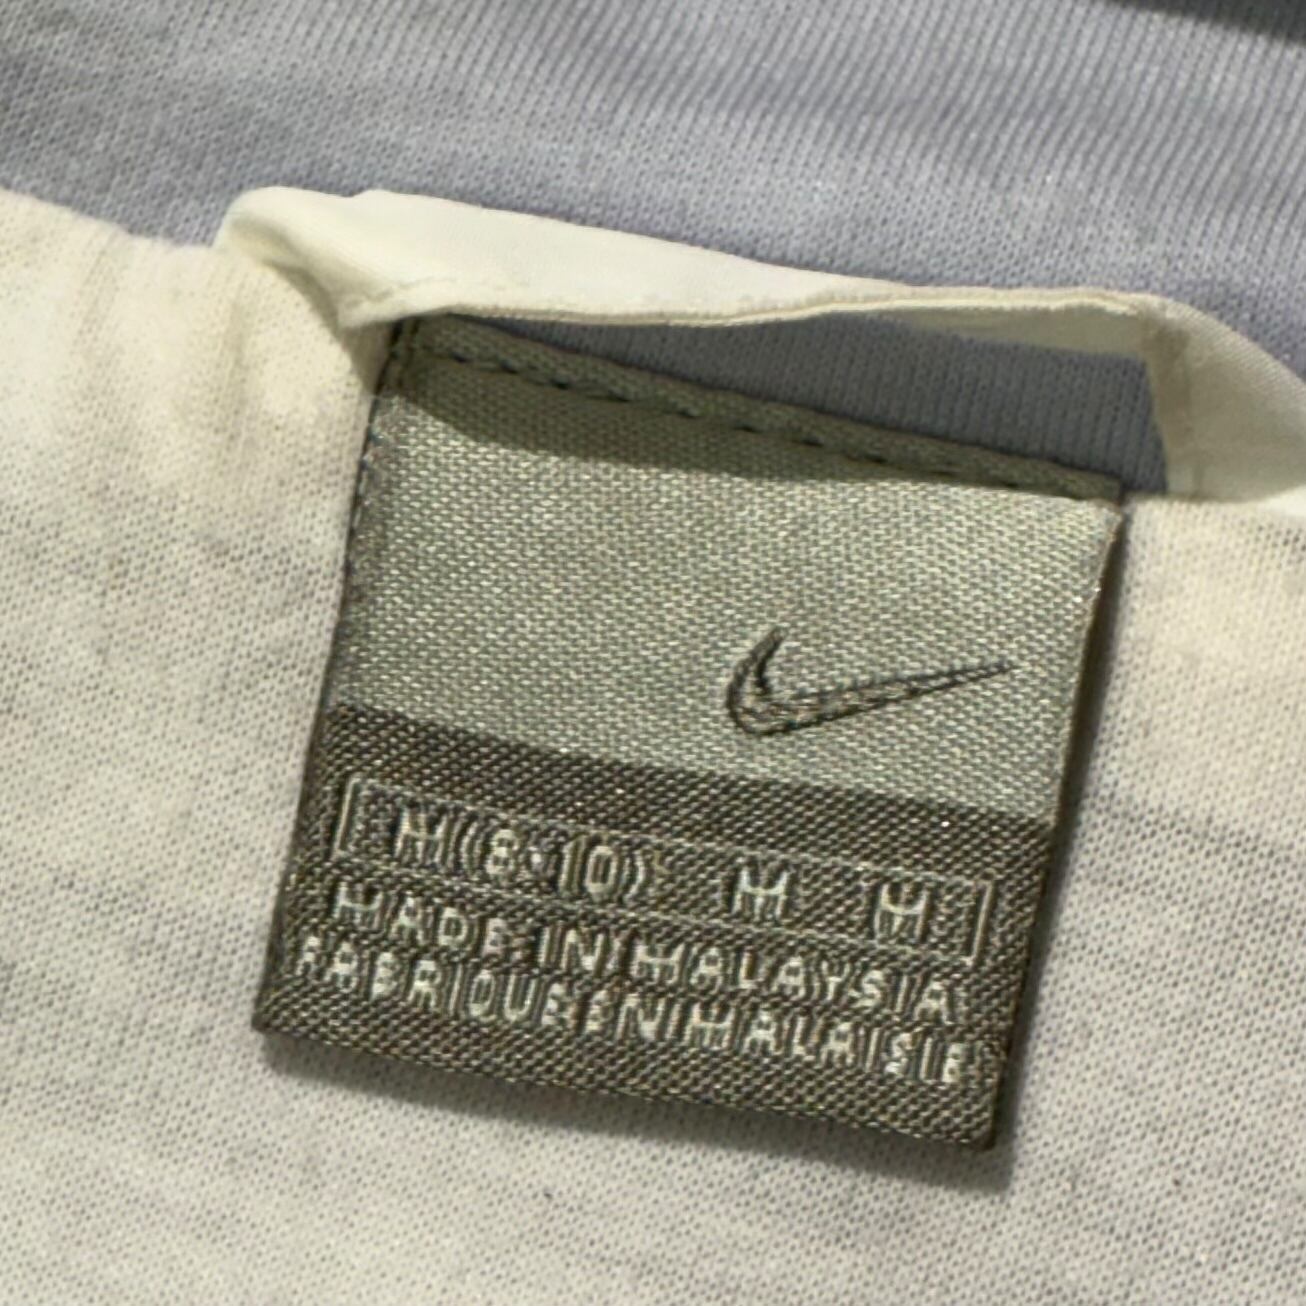 M(8-10) M M
MADE IN MALAYSIA
FABRIQUE EN MALAISIE